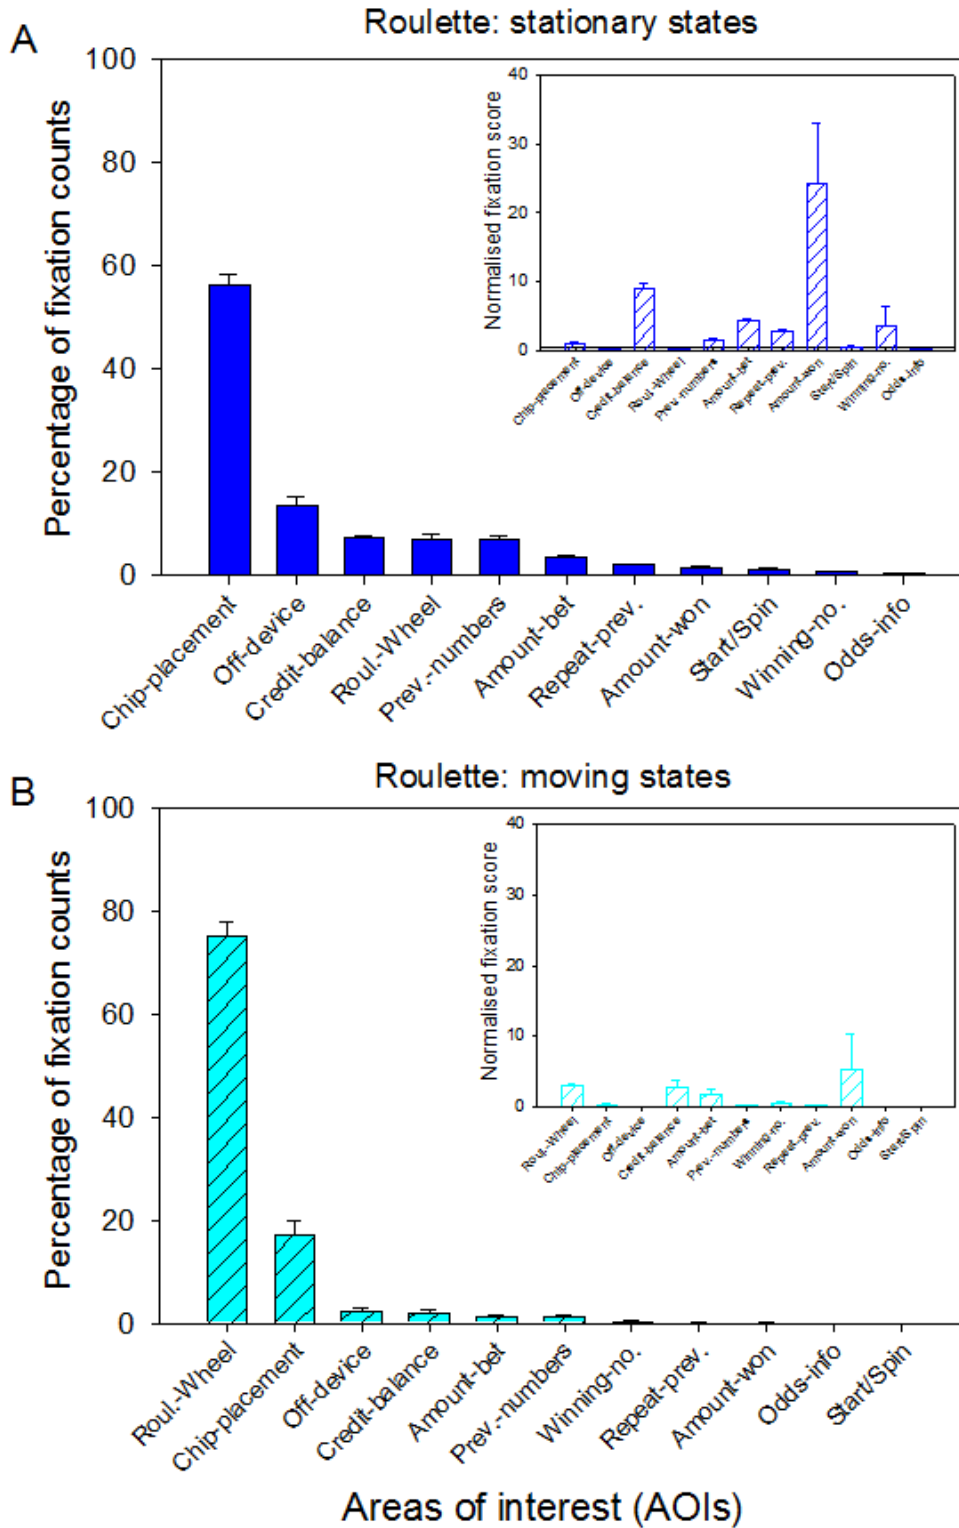 A
Roulette: stationary states
Percentage of fixation counts
100
80
60
40
20
0
Chip-placement
Off-device
Credit-balance
Roul.-Wheel
Prev.-numbers
Amount-bet
Repeat-prev.
Amount-won
Start/Spin
Winning-no.
Odds-info
Normalised fixation score
40
30
20
10
0
Chip-placement
Off-device
Credit-balance
Roul.-Wheel
Prev.-numbers
Amount-bet
Repeat-prev.
Amount-won
Start/Spin
Winning-no.
Odds-info
B
Roulette: moving states
Percentage of fixation counts
100
80
60
40
20
0
Roul.-Wheel
Chip-placement
Off-device
Credit-balance
Amount-bet
Prev.-numbers
Winning-no.
Repeat-prev.
Amount-won
Odds-info
Start/Spin
Normalised fixation score
40
30
20
10
0
Roul.-Wheel
Chip-placement
Off-device
Credit-balance
Amount-bet
Prev.-numbers
Winning-no.
Repeat-prev.
Amount-won
Odds-info
Start/Spin
Areas of interest (AOIs)